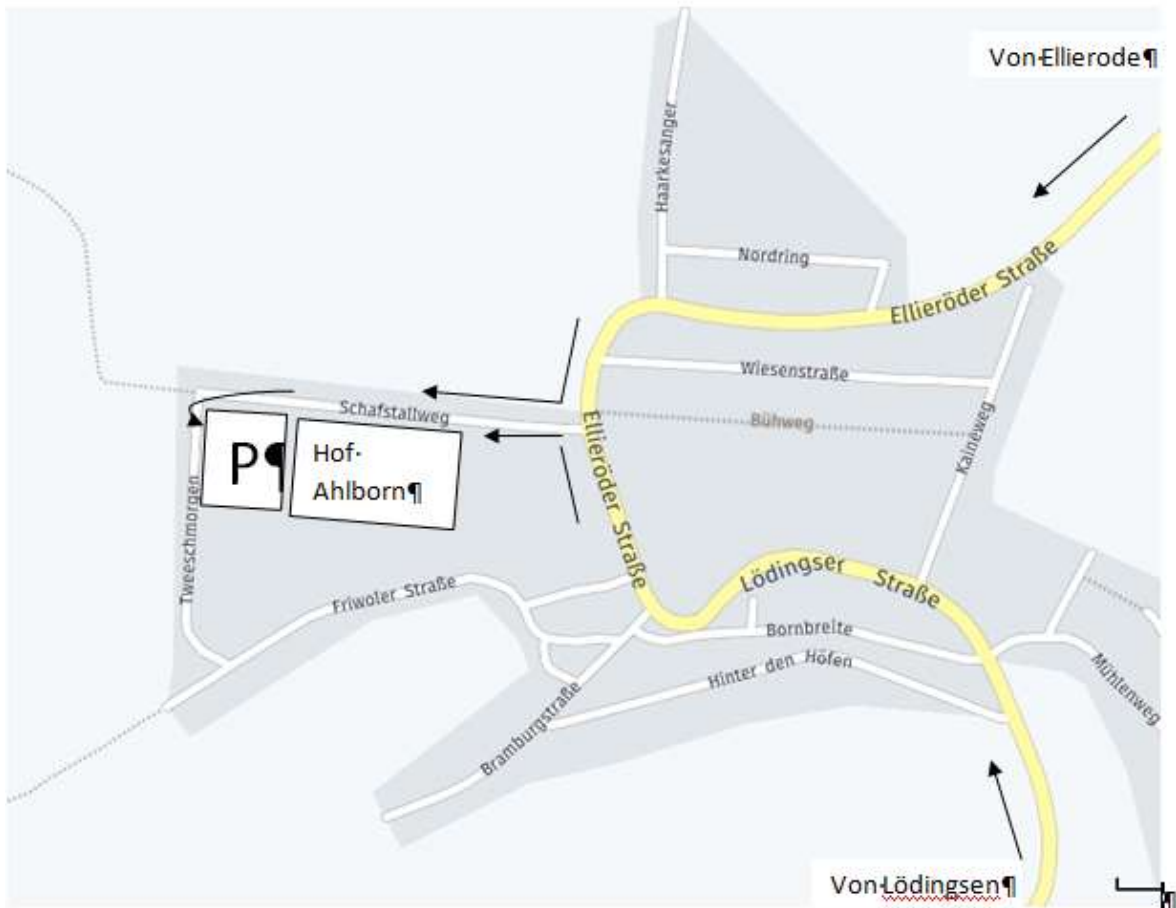 Von·Ellierode¶
Haarkesanger
Nordring
Ellieröder Straße
Wiesenstraße
Schafstallweg
Bühweg
Kaineweg
P¶
Hof·
Ahlborn¶
Ellieröder Straße
Tweeschmorgen
Friwoler Straße
Lödingser Straße
Bornbreite
Hinter den Höfen
Mühlenweg
Bramburgstraße
Von·Lödingsen¶
¶